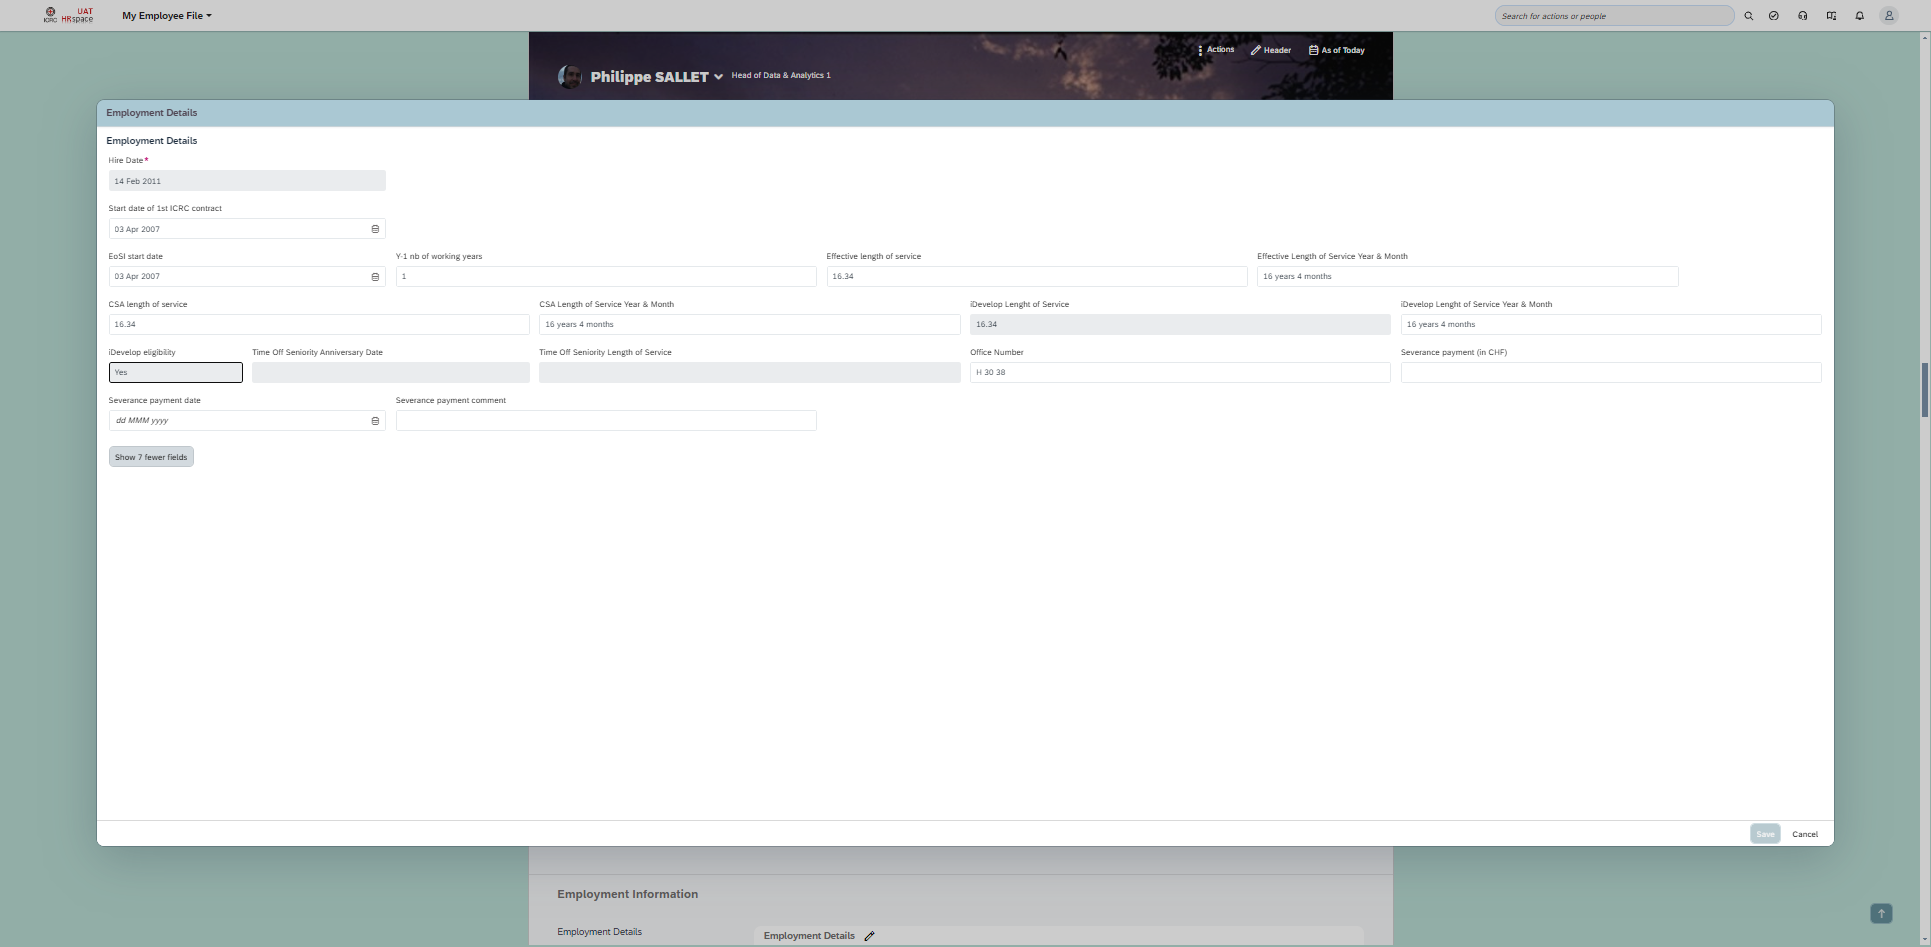 ICRC UAT HRspace My Employee File Search for actions or people
Actions Header As of Today
Philippe SALLET Head of Data & Analytics 1
Employment Details
Employment Details
Hire Date*
14 Feb 2011
Start date of 1st ICRC contract
03 Apr 2007
EoSI start date Y-1 nb of working years Effective length of service Effective Length of Service Year & Month
03 Apr 2007 1 16.34 16 years 4 months
CSA length of service CSA Length of Service Year & Month iDevelop Lenght of Service iDevelop Lenght of Service Year & Month
16.34 16 years 4 months 16.34 16 years 4 months
iDevelop eligibility Time Off Seniority Anniversary Date Time Off Seniority Length of Service Office Number Severance payment (in CHF)
Yes H 30 38
Severance payment date Severance payment comment
dd MMM yyyy
Show 7 fewer fields
Save Cancel
Employment Information
Employment Details Employment Details